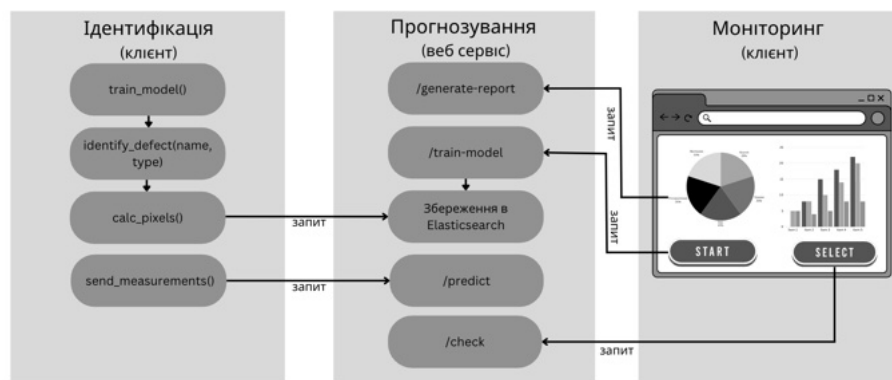 Ідентифікація
(клієнт)
train_model()
identify_defect(name,
type)
calc_pixels()
send_measurements()
запит
запит
Прогнозування
(веб сервіс)
/generate-report
/train-model
Збереження в
Elasticsearch
/predict
/check
запит
запит
запит
Моніторинг
(клієнт)
START
SELECT